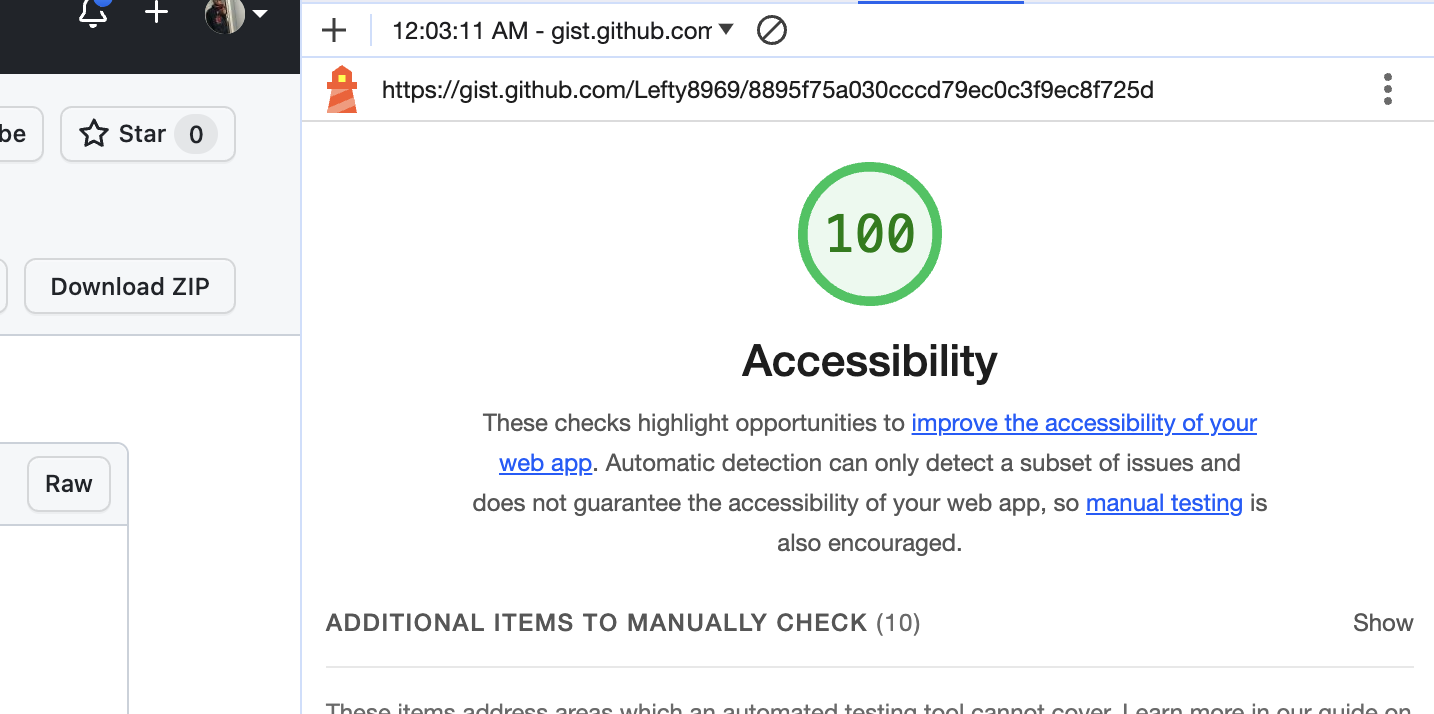 12:03:11 AM - gist.github.com
https://gist.github.com/Lefty8969/8895f75a030cccd79ec0c3f9ec8f725d
be
Star 0
Download ZIP
Raw
100
Accessibility
These checks highlight opportunities to improve the accessibility of your
web app. Automatic detection can only detect a subset of issues and
does not guarantee the accessibility of your web app, so manual testing is
also encouraged.
ADDITIONAL ITEMS TO MANUALLY CHECK (10)
Show
These items address areas which an automated testing tool cannot cover. Learn more in our guide on